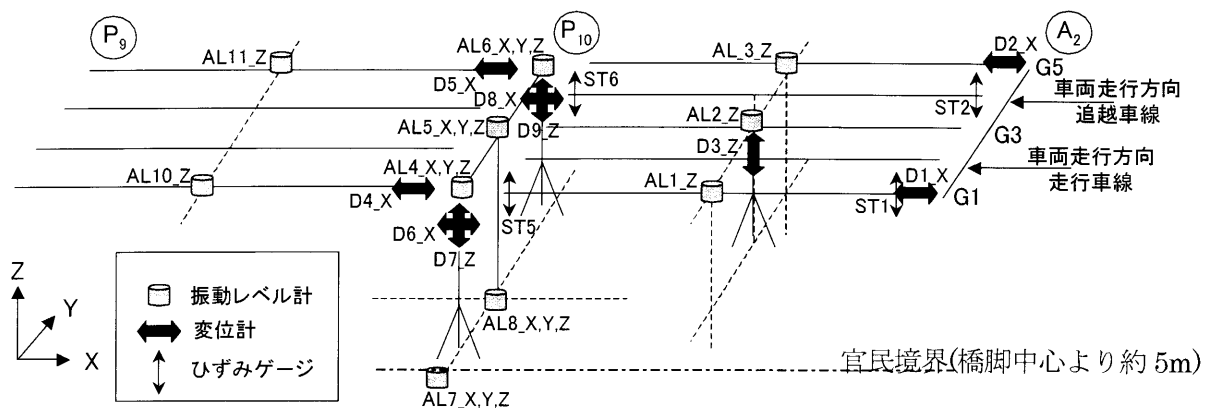 P9
P10
A2
AL11_Z
AL6_X,Y,Z
AL_3_Z
D2_X
G5
D5_X
ST6
D8_X
ST2
車両走行方向
追越車線
AL5_X,Y,Z
D9_Z
AL2_Z
G3
D3_Z
AL10_Z
AL4_X,Y,Z
AL1_Z
D1_X
車両走行方向
走行車線
D4_X
ST5
ST1
G1
D6_X
D7_Z
Z
Y
X
振動レベル計
変位計
ひずみゲージ
AL8_X,Y,Z
官民境界(橋脚中心より約 5m)
AL7_X,Y,Z